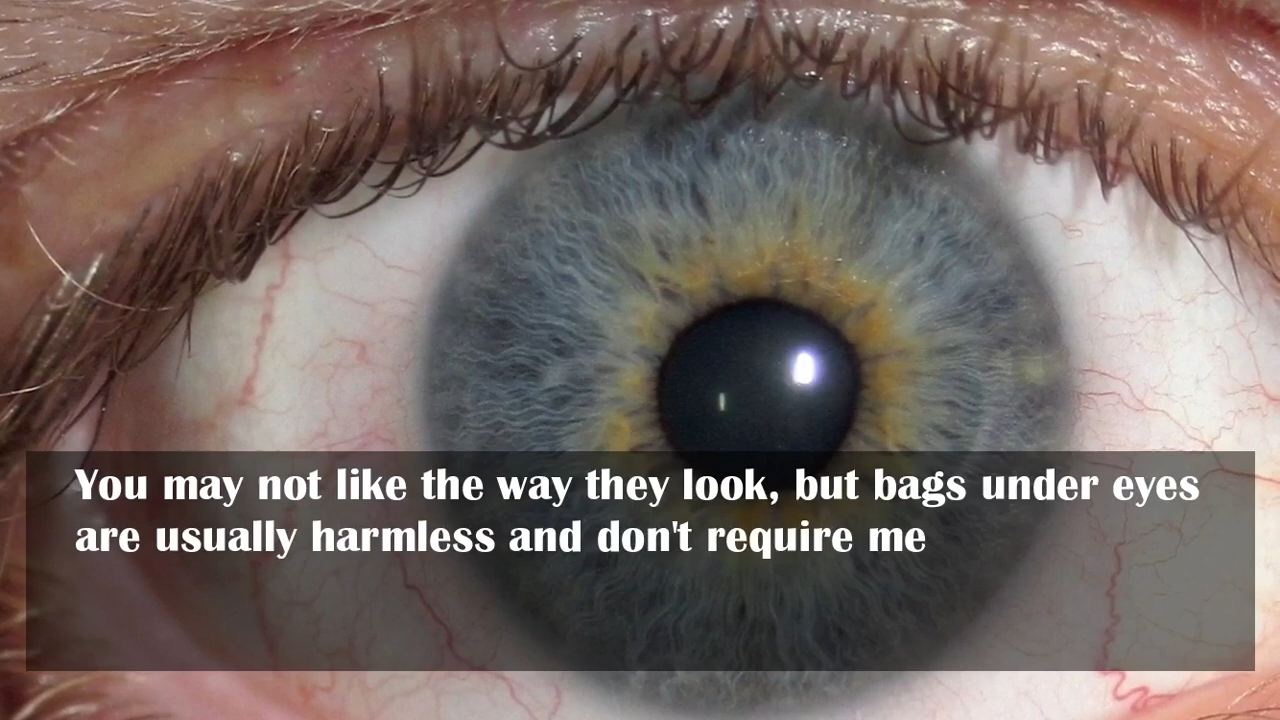 You may not like the way they look, but bags under eyes
are usually harmless and don't require me